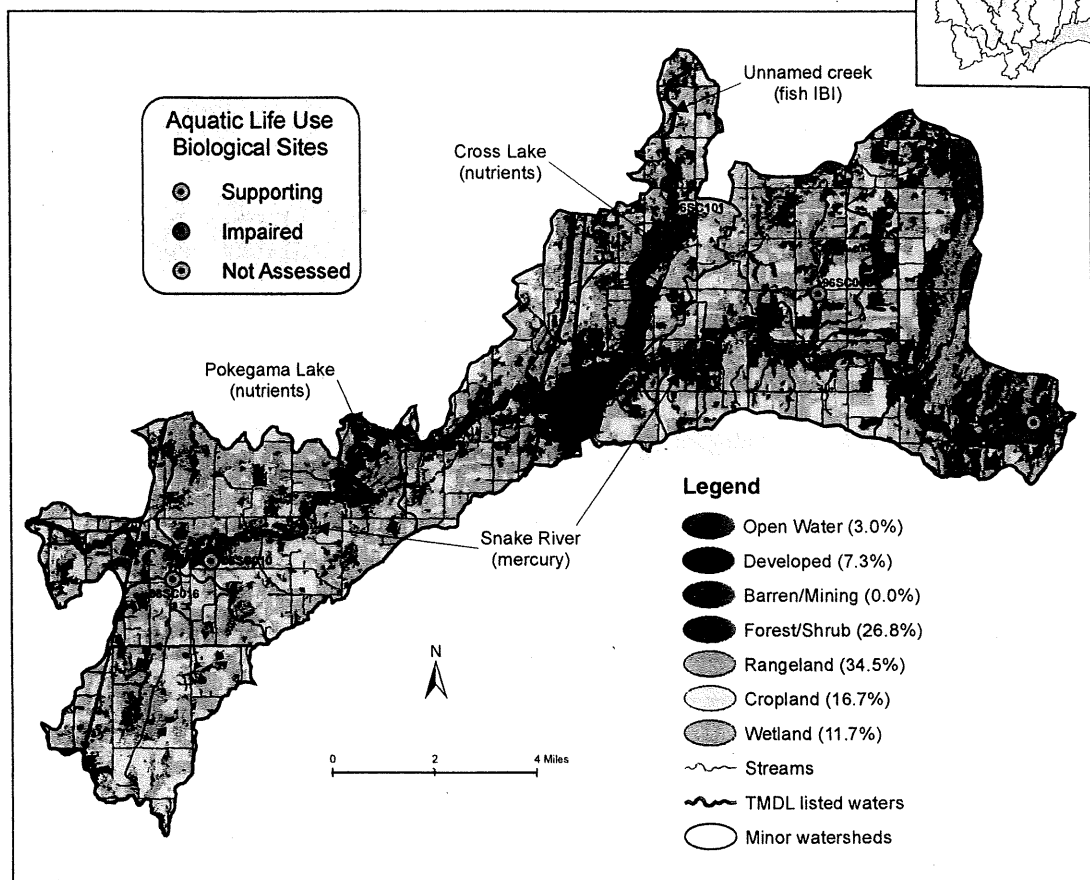 Unnamed creek
(fish IBI)
Aquatic Life Use
Biological Sites
Supporting
Impaired
Not Assessed
Cross Lake
(nutrients)
Pokegama Lake
(nutrients)
Snake River
(mercury)
N
0 2 4 Miles
Legend
Open Water (3.0%)
Developed (7.3%)
Barren/Mining (0.0%)
Forest/Shrub (26.8%)
Rangeland (34.5%)
Cropland (16.7%)
Wetland (11.7%)
Streams
TMDL listed waters
Minor watersheds